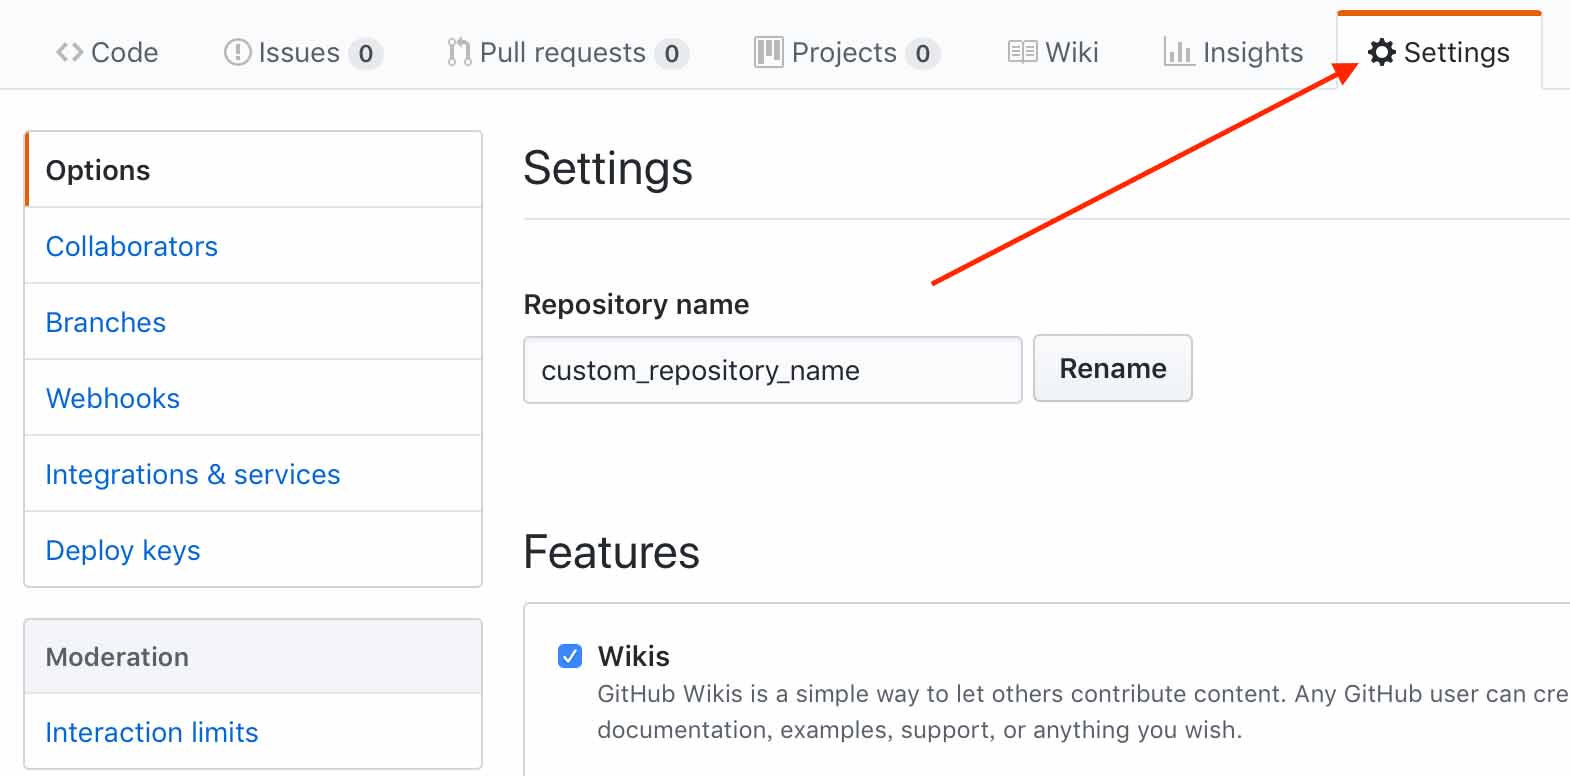 Code Issues 0 Pull requests 0 Projects 0 Wiki Insights Settings
Options
Collaborators
Branches
Webhooks
Integrations & services
Deploy keys
Moderation
Interaction limits
Settings
Repository name
custom_repository_name Rename
Features
Wikis
GitHub Wikis is a simple way to let others contribute content. Any GitHub user can cre
documentation, examples, support, or anything you wish.